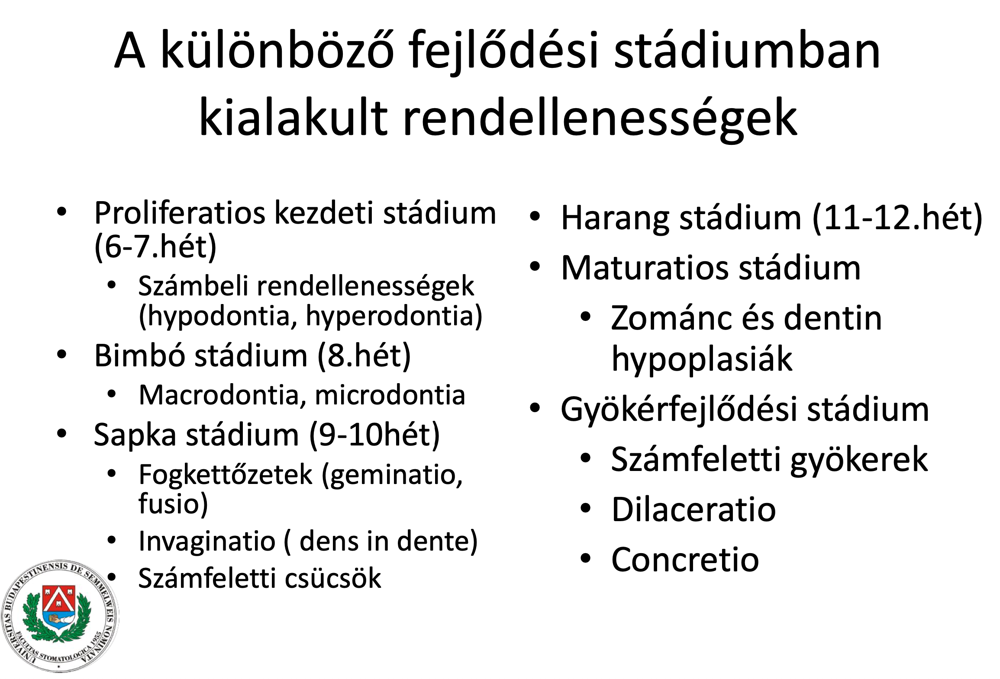 A különböző fejlődési stádiumban
kialakult rendellenességek
• Proliferatios kezdeti stádium
(6-7.hét)
• Számbeli rendellenességek
(hypodontia, hyperodontia)
• Bimbó stádium (8.hét)
• Macrodontia, microdontia
• Sapka stádium (9-10hét)
• Fogkettőzetek (geminatio,
fusio)
• Invaginatio ( dens in dente)
• Számfeletti csücsök
• Harang stádium (11-12.hét)
• Maturatios stádium
• Zománc és dentin
hypoplasiák
• Gyökérfejlődési stádium
• Számfeletti gyökerek
• Dilaceratio
• Concretio
UNIVERSITAS BUDAPESTINENSIS DE SEMMELWEIS NOMINATA
FACULTAS STOMATOLOGICA 1955